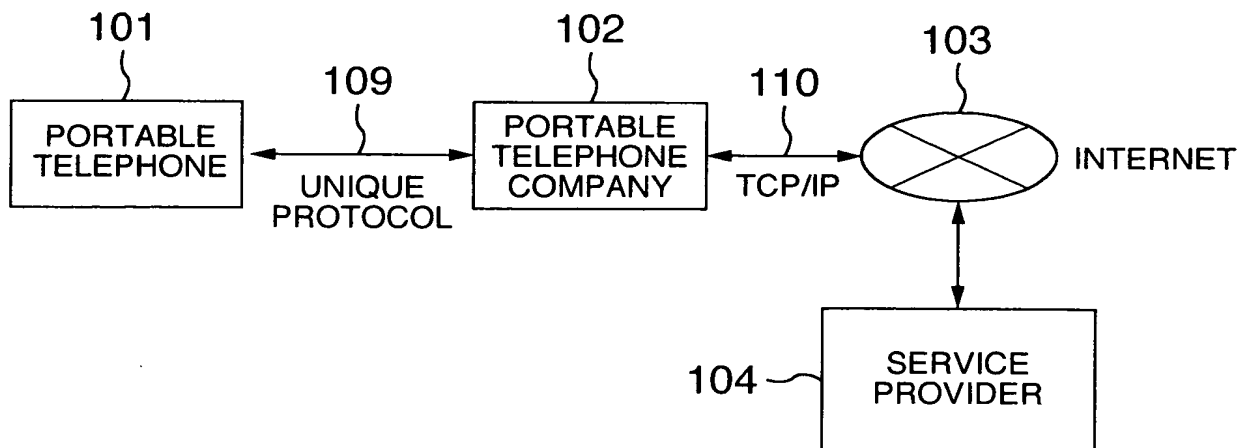 101
102
103
109
110
PORTABLE
TELEPHONE
UNIQUE
PROTOCOL
PORTABLE
TELEPHONE
COMPANY
TCP/IP
INTERNET
104
SERVICE
PROVIDER